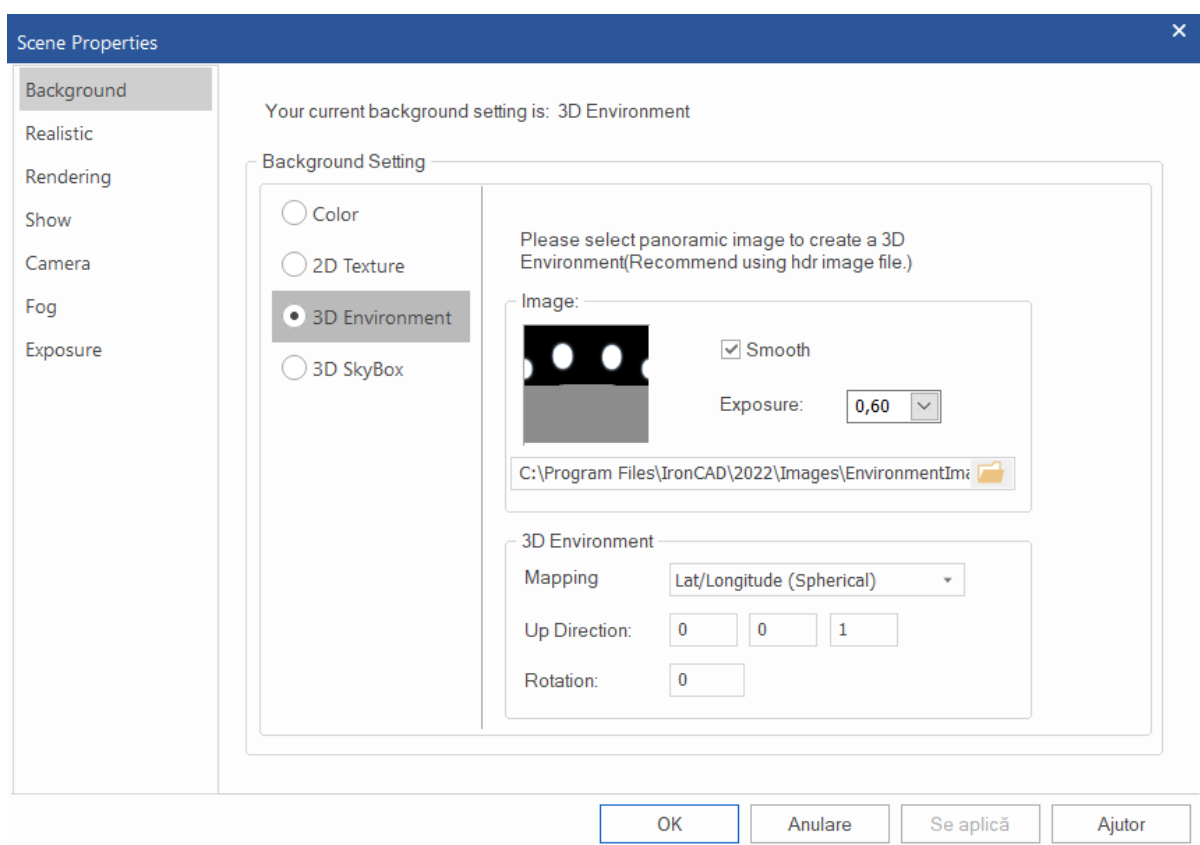 Scene Properties
Background
Realistic
Rendering
Show
Camera
Fog
Exposure
Your current background setting is: 3D Environment
Background Setting
Color
2D Texture
3D Environment
3D SkyBox
Please select panoramic image to create a 3D
Environment(Recommend using hdr image file.)
Image:
Smooth
Exposure: 0,60
C:\Program Files\IronCAD\2022\Images\EnvironmentIma
3D Environment
Mapping Lat/Longitude (Spherical)
Up Direction: 0 0 1
Rotation: 0
OK Anulare Se aplică Ajutor